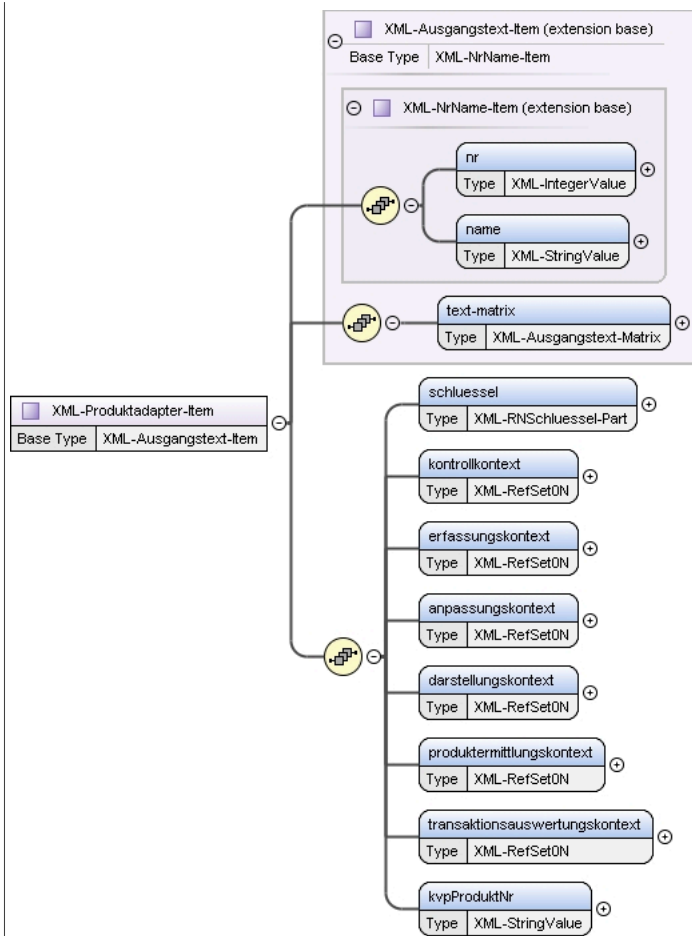 XML-Ausgangstext-Item (extension base)
Base Type XML-NrName-Item
XML-NrName-Item (extension base)
nr
Type XML-IntegerValue
name
Type XML-StringValue
text-matrix
Type XML-Ausgangstext-Matrix
XML-Produktadapter-Item
Base Type XML-Ausgangstext-Item
schluessel
Type XML-RNSchluessel-Part
kontrollkontext
Type XML-RefSet0N
erfassungskontext
Type XML-RefSet0N
anpassungskontext
Type XML-RefSet0N
darstellungskontext
Type XML-RefSet0N
produktermittlungskontext
Type XML-RefSet0N
transaktionsauswertungskontext
Type XML-RefSet0N
kvpProduktNr
Type XML-StringValue